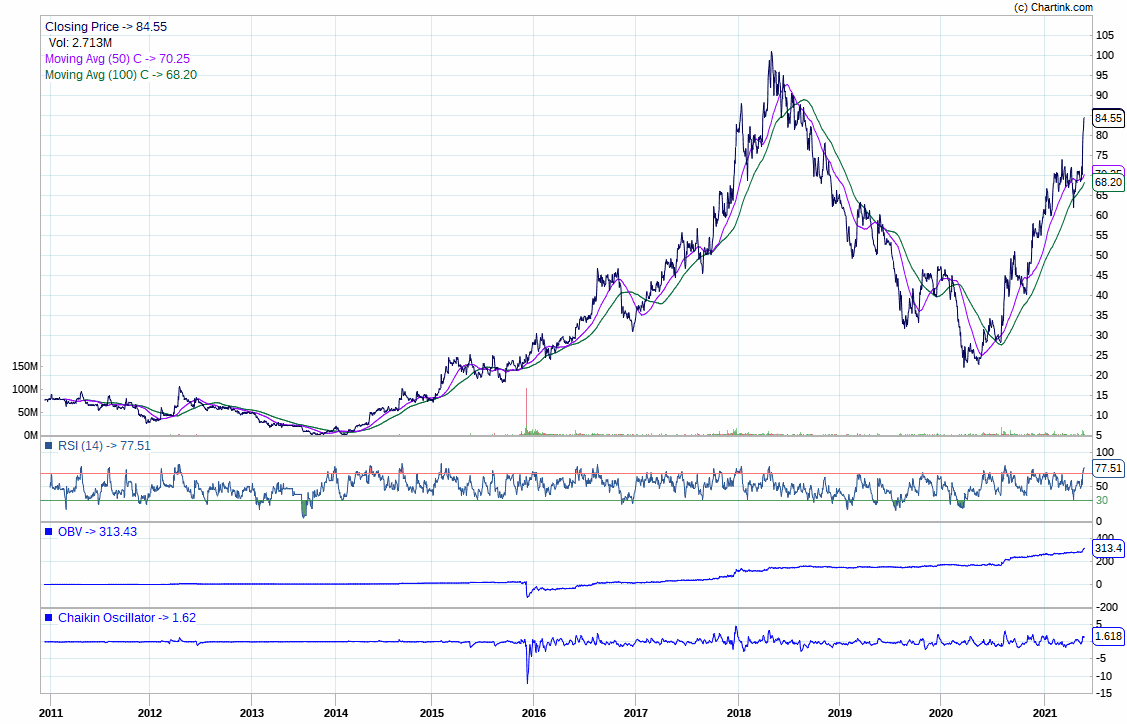 (c) Chartink.com
Closing Price -> 84.55
Vol: 2.713M
Moving Avg (50) C -> 70.25
Moving Avg (100) C -> 68.20
105
100
95
90
84.55
80
75
70.25
68.20
65
60
55
50
45
40
35
30
25
20
15
10
5
150M
100M
50M
0M
RSI (14) -> 77.51
100
77.51
50
30
0
OBV -> 313.43
400
313.4
200
0
-200
Chaikin Oscillator -> 1.62
5
1.618
-5
-10
-15
2011 2012 2013 2014 2015 2016 2017 2018 2019 2020 2021